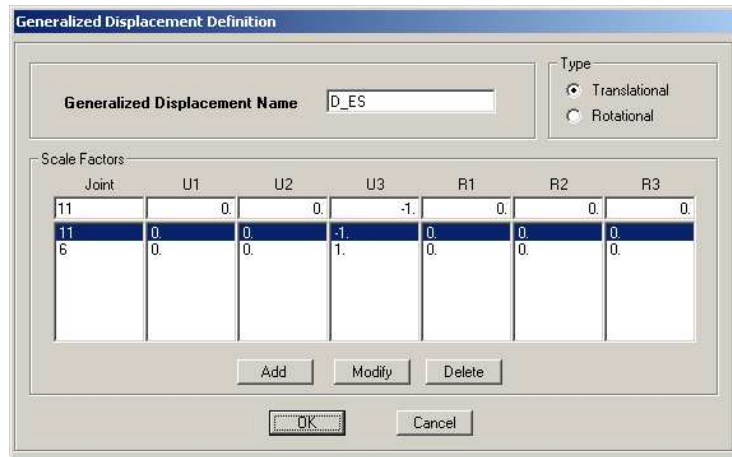 Generalized Displacement Definition
Type
Generalized Displacement Name D_ES
Translational
Rotational
Scale Factors
Joint U1 U2 U3 R1 R2 R3
11 0. 0. -1. 0. 0. 0.
11 0. 0. -1. 0. 0. 0.
6 0. 0. 1. 0. 0. 0.
Add Modify Delete
OK Cancel